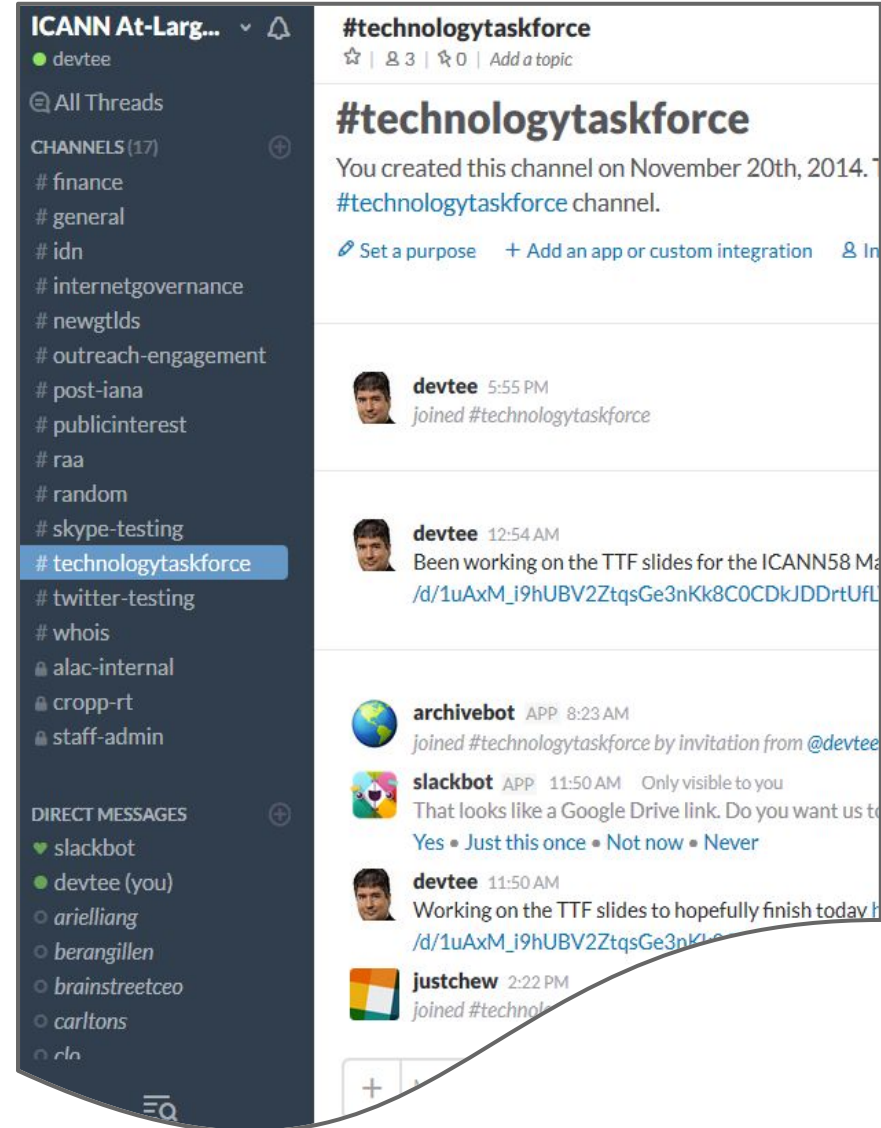 ICANN At-Larg...
devtee
All Threads
CHANNELS (17)
# finance
# general
# idn
# internetgovernance
# newgtlds
# outreach-engagement
# post-iana
# publicinterest
# raa
# random
# skype-testing
# technologytaskforce
# twitter-testing
# whois
alac-internal
cropp-rt
staff-admin
DIRECT MESSAGES
slackbot
devtee (you)
arielliang
berangillen
brainstreetceo
carltons
#technologytaskforce
3 | 0 | Add a topic
#technologytaskforce
You created this channel on November 20th, 2014.
#technologytaskforce channel.
Set a purpose + Add an app or custom integration
devtee 5:55 PM
joined #technologytaskforce
devtee 12:54 AM
Been working on the TTF slides for the ICANN58
/d/1uAxM_i9hUBV2ZtqsGe3nKk8C0CDkJDDrtUfL
archivebot APP 8:23 AM
joined #technologytaskforce by invitation from @devtee
slackbot APP 11:50 AM Only visible to you
That looks like a Google Drive link. Do you want us
Yes • Just this once • Not now • Never
devtee 11:50 AM
Working on the TTF slides to hopefully finish today
/d/1uAxM_i9hUBV2ZtqsGe3nK
justchew 2:22 PM
joined #technolo